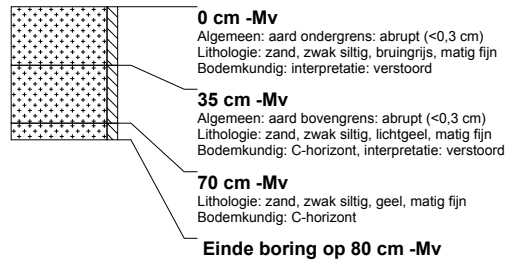 0 cm -Mv
Algemeen: aard ondergrens: abrupt (<0,3 cm)
Lithologie: zand, zwak siltig, bruingrijs, matig fijn
Bodemkundig: interpretatie: verstoord
35 cm -Mv
Algemeen: aard bovengrens: abrupt (<0,3 cm)
Lithologie: zand, zwak siltig, lichtgeel, matig fijn
Bodemkundig: C-horizont, interpretatie: verstoord
70 cm -Mv
Lithologie: zand, zwak siltig, geel, matig fijn
Bodemkundig: C-horizont
Einde boring op 80 cm -Mv